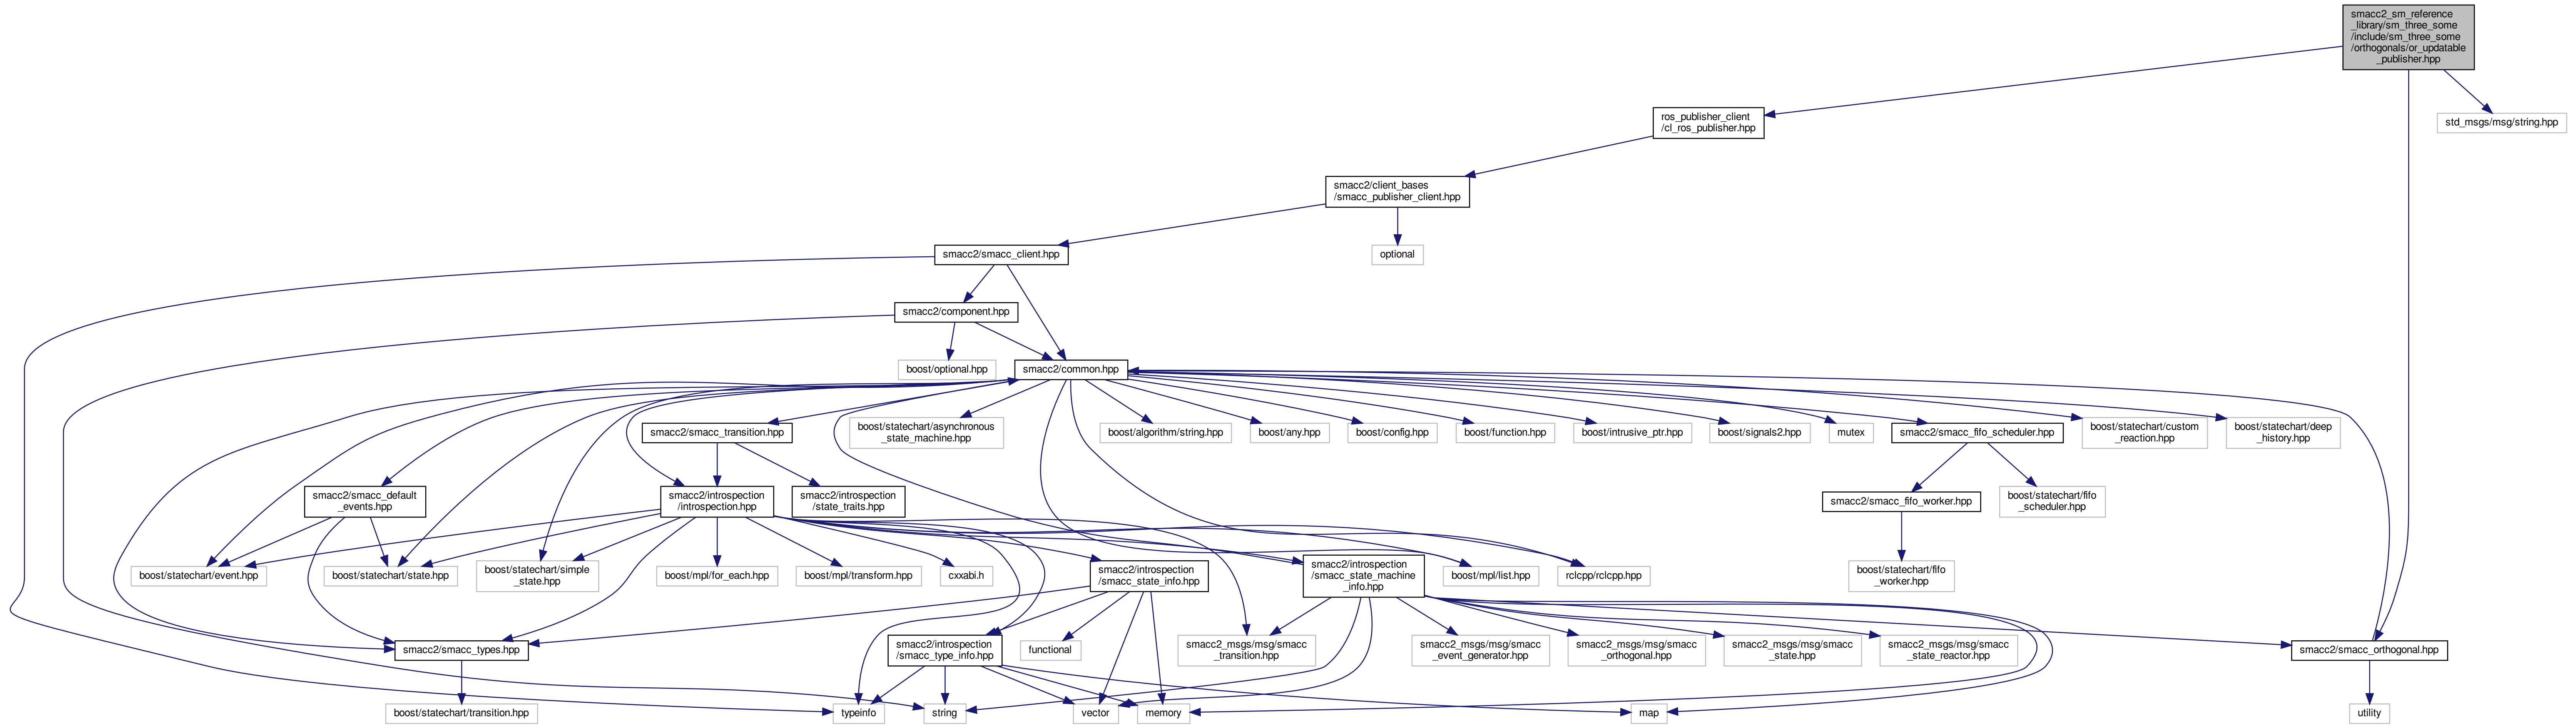 smacc2_sm_reference
_library/sm_three_some
/include/sm_three_some
/orthogonals/or_updatable
_publisher.hpp
ros_publisher_client
/cl_ros_publisher.hpp
std_msgs/msg/string.hpp
smacc2/client_bases
/smacc_publisher_client.hpp
smacc2/smacc_client.hpp
optional
smacc2/component.hpp
boost/optional.hpp
smacc2/common.hpp
smacc2/smacc_transition.hpp
boost/statechart/asynchronous
_state_machine.hpp
boost/algorithm/string.hpp
boost/any.hpp
boost/config.hpp
boost/function.hpp
boost/intrusive_ptr.hpp
boost/signals2.hpp
mutex
smacc2/smacc_fifo_scheduler.hpp
boost/statechart/custom
_reaction.hpp
boost/statechart/deep
_history.hpp
smacc2/smacc_default
_events.hpp
smacc2/introspection
/introspection.hpp
smacc2/introspection
/state_traits.hpp
smacc2/smacc_fifo_worker.hpp
boost/statechart/fifo
_scheduler.hpp
boost/statechart/event.hpp
boost/statechart/state.hpp
boost/statechart/simple
_state.hpp
boost/mpl/for_each.hpp
boost/mpl/transform.hpp
cxxabi.h
smacc2/introspection
/smacc_state_info.hpp
smacc2/introspection
/smacc_state_machine
_info.hpp
boost/mpl/list.hpp
rclcpp/rclcpp.hpp
boost/statechart/fifo
_worker.hpp
smacc2/smacc_types.hpp
smacc2/introspection
/smacc_type_info.hpp
functional
smacc2_msgs/msg/smacc
_transition.hpp
smacc2_msgs/msg/smacc
_event_generator.hpp
smacc2_msgs/msg/smacc
_orthogonal.hpp
smacc2_msgs/msg/smacc
_state.hpp
smacc2_msgs/msg/smacc
_state_reactor.hpp
smacc2/smacc_orthogonal.hpp
boost/statechart/transition.hpp
typeinfo
string
vector
memory
map
utility